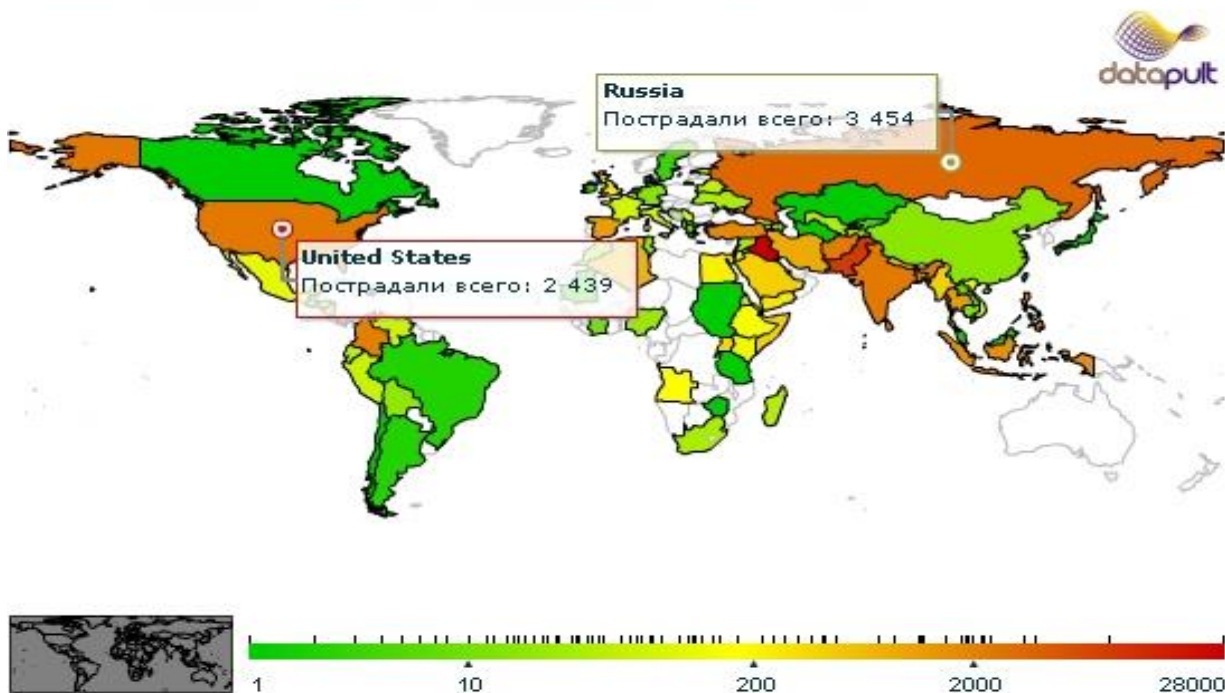 datapult
Russia
Пострадали всего: 3 454
United States
Пострадали всего: 2 439
1 10 200 2000 28000